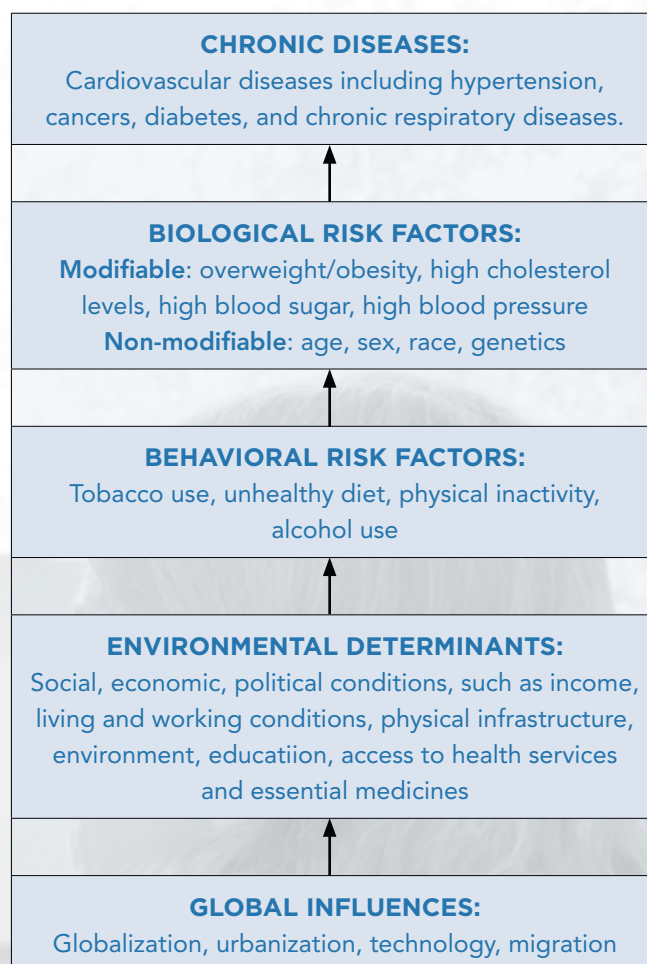 CHRONIC DISEASES:
Cardiovascular diseases including hypertension,
cancers, diabetes, and chronic respiratory diseases.
BIOLOGICAL RISK FACTORS:
Modifiable: overweight/obesity, high cholesterol
levels, high blood sugar, high blood pressure
Non-modifiable: age, sex, race, genetics
BEHAVIORAL RISK FACTORS:
Tobacco use, unhealthy diet, physical inactivity,
alcohol use
ENVIRONMENTAL DETERMINANTS:
Social, economic, political conditions, such as income,
living and working conditions, physical infrastructure,
environment, educatiion, access to health services
and essential medicines
GLOBAL INFLUENCES:
Globalization, urbanization, technology, migration